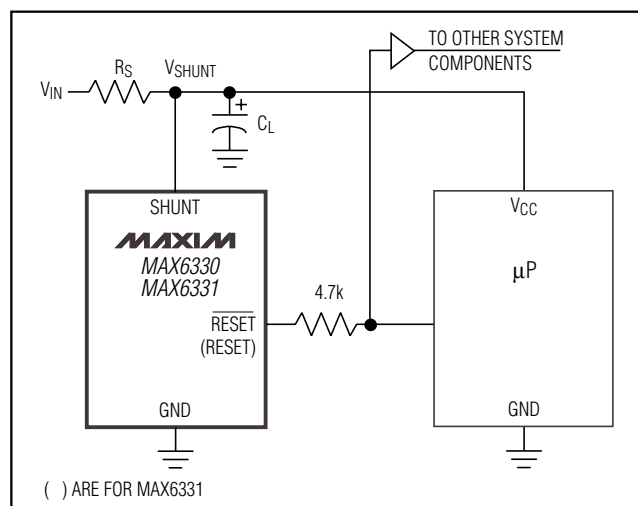 TO OTHER SYSTEM
COMPONENTS
RS
VSHUNT
VIN
+
CL
SHUNT
VCC
MAXIM
MAX6330
MAX6331
µP
4.7k
RESET
(RESET)
GND
GND
( ) ARE FOR MAX6331